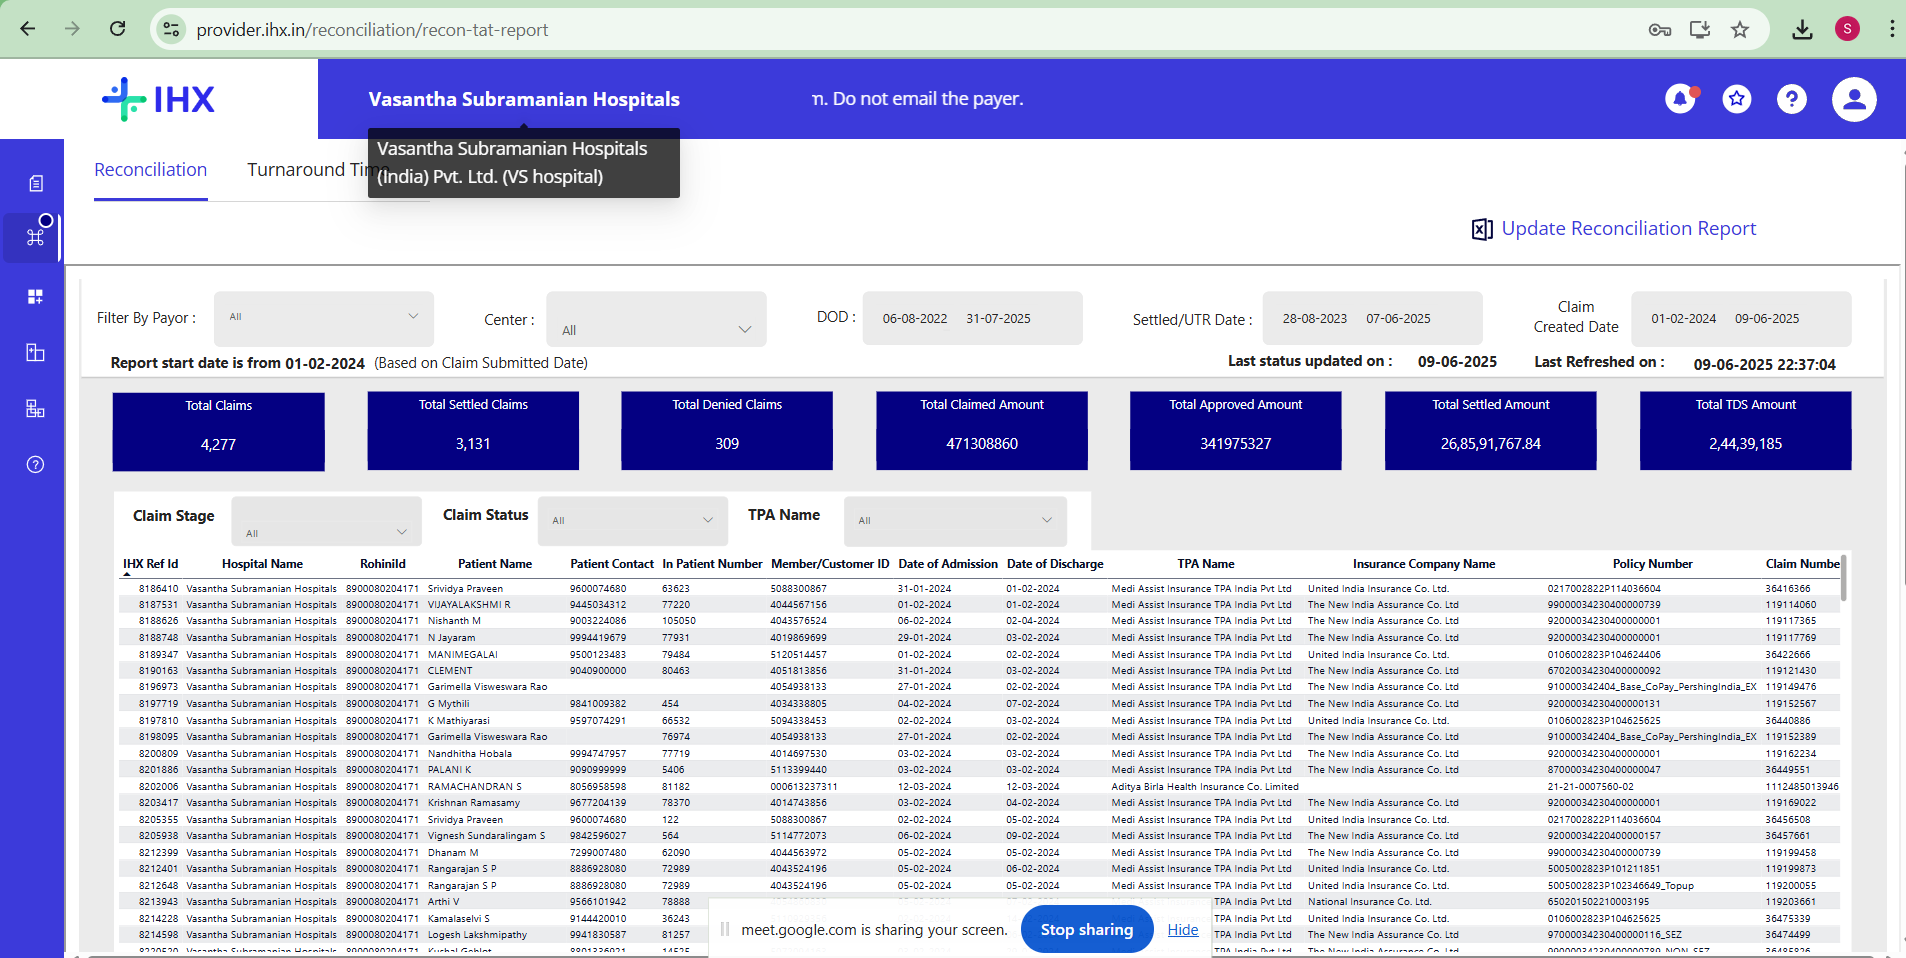 provider.ihx.in/reconciliation/recon-tat-report
S
IHX
Vasantha Subramanian Hospitals
m. Do not email the payer.
Vasantha Subramanian Hospitals
(India) Pvt. Ltd. (VS hospital)
Reconciliation Turnaround Time
Update Reconciliation Report
Filter By Payor : All Center : All DOD : 06-08-2022 31-07-2025 Settled/UTR Date : 28-08-2023 07-06-2025 Claim Created Date 01-02-2024 09-06-2025
Report start date is from 01-02-2024 (Based on Claim Submitted Date) Last status updated on : 09-06-2025 Last Refreshed on : 09-06-2025 22:37:04
Total Claims Total Settled Claims Total Denied Claims Total Claimed Amount Total Approved Amount Total Settled Amount Total TDS Amount
4,277 3,131 309 471308860 341975327 26,85,91,767.84 2,44,39,185
Claim Stage All Claim Status All TPA Name All
IHX Ref Id Hospital Name RohiniId Patient Name Patient Contact In Patient Number Member/Customer ID Date of Admission Date of Discharge TPA Name Insurance Company Name Policy Number Claim Numbe
8186410 Vasantha Subramanian Hospitals 8900080204171 Srividya Praveen 9600074680 63623 5088300867 31-01-2024 01-02-2024 Medi Assist Insurance TPA India Pvt Ltd United India Insurance Co. Ltd. 0217002822P114036604 36416366
8187531 Vasantha Subramanian Hospitals 8900080204171 VIJAYALAKSHMI R 9445034312 77220 4044567156 01-02-2024 01-02-2024 Medi Assist Insurance TPA India Pvt Ltd The New India Assurance Co. Ltd 99000034230400000739 119114060
8188626 Vasantha Subramanian Hospitals 8900080204171 Nishanth M 9003224086 105050 4043576524 06-02-2024 02-04-2024 Medi Assist Insurance TPA India Pvt Ltd The New India Assurance Co. Ltd 92000034230400000001 119117365
8188748 Vasantha Subramanian Hospitals 8900080204171 N Jayaram 9994419679 77931 4019869699 29-01-2024 03-02-2024 Medi Assist Insurance TPA India Pvt Ltd The New India Assurance Co. Ltd 92000034230400000001 119117769
8189347 Vasantha Subramanian Hospitals 8900080204171 MANIMEGALAI 9500123483 79484 5120514457 01-02-2024 02-02-2024 Medi Assist Insurance TPA India Pvt Ltd United India Insurance Co. Ltd. 0106002823P104624406 36422666
8190163 Vasantha Subramanian Hospitals 8900080204171 CLEMENT 9040900000 80463 4051813856 31-01-2024 03-02-2024 Medi Assist Insurance TPA India Pvt Ltd The New India Assurance Co. Ltd 67020034230400000092 119121430
8196973 Vasantha Subramanian Hospitals 8900080204171 Garimella Visweswara Rao 4054938133 27-01-2024 02-02-2024 Medi Assist Insurance TPA India Pvt Ltd The New India Assurance Co. Ltd 910000342404_Base_CoPay_PershingIndia_EX 119149476
8197719 Vasantha Subramanian Hospitals 8900080204171 G Mythili 9841009382 454 4034338805 04-02-2024 07-02-2024 Medi Assist Insurance TPA India Pvt Ltd The New India Assurance Co. Ltd 92000034230400000131 119152567
8197810 Vasantha Subramanian Hospitals 8900080204171 K Mathiyarasi 9597074291 66532 5094338453 02-02-2024 03-02-2024 Medi Assist Insurance TPA India Pvt Ltd United India Insurance Co. Ltd. 0106002823P104625625 36440886
8198095 Vasantha Subramanian Hospitals 8900080204171 Garimella Visweswara Rao 76974 4054938133 27-01-2024 02-02-2024 Medi Assist Insurance TPA India Pvt Ltd The New India Assurance Co. Ltd 910000342404_Base_CoPay_PershingIndia_EX 119152389
8200809 Vasantha Subramanian Hospitals 8900080204171 Nandhitha Hobala 9994747957 77719 4014697530 03-02-2024 03-02-2024 Medi Assist Insurance TPA India Pvt Ltd The New India Assurance Co. Ltd 92000034230400000001 119162234
8201886 Vasantha Subramanian Hospitals 8900080204171 PALANI K 9090999999 5406 5113399440 03-02-2024 03-02-2024 Medi Assist Insurance TPA India Pvt Ltd The New India Assurance Co. Ltd 87000034230400000047 36449551
8202006 Vasantha Subramanian Hospitals 8900080204171 RAMACHANDRAN S 8056958598 81182 000613237311 12-03-2024 12-03-2024 Aditya Birla Health Insurance Co. Limited 21-21-0007560-02 1112485013946
8203417 Vasantha Subramanian Hospitals 8900080204171 Krishnan Ramasamy 9677204139 78370 4014743856 03-02-2024 04-02-2024 Medi Assist Insurance TPA India Pvt Ltd The New India Assurance Co. Ltd 92000034230400000001 119169022
8205355 Vasantha Subramanian Hospitals 8900080204171 Srividya Praveen 9600074680 122 5088300867 02-02-2024 05-02-2024 Medi Assist Insurance TPA India Pvt Ltd United India Insurance Co. Ltd. 0217002822P114036604 36456508
8205938 Vasantha Subramanian Hospitals 8900080204171 Vignesh Sundaralingam S 9842596027 564 5114772073 06-02-2024 09-02-2024 Medi Assist Insurance TPA India Pvt Ltd The New India Assurance Co. Ltd 92000034220400000157 36457661
8212399 Vasantha Subramanian Hospitals 8900080204171 Dhanam M 7299007480 62090 4044563972 05-02-2024 05-02-2024 Medi Assist Insurance TPA India Pvt Ltd The New India Assurance Co. Ltd 99000034230400000739 119199458
8212401 Vasantha Subramanian Hospitals 8900080204171 Rangarajan S P 8886928080 72989 4043524196 05-02-2024 06-02-2024 Medi Assist Insurance TPA India Pvt Ltd United India Insurance Co. Ltd. 5005002823P101211851 119199873
8212648 Vasantha Subramanian Hospitals 8900080204171 Rangarajan S P 8886928080 72989 4043524196 05-02-2024 05-02-2024 Medi Assist Insurance TPA India Pvt Ltd United India Insurance Co. Ltd. 5005002823P102346649_Topup 119200055
8213943 Vasantha Subramanian Hospitals 8900080204171 Arthi V 9566101942 78888 TPA India Pvt Ltd National Insurance Co. Ltd. 650201502210003195 119203661
8214228 Vasantha Subramanian Hospitals 8900080204171 Kamalaselvi S 9144420010 36243 TPA India Pvt Ltd United India Insurance Co. Ltd. 0106002823P104625625 36475339
8214598 Vasantha Subramanian Hospitals 8900080204171 Logesh Lakshmipathy 9941830587 81257 TPA India Pvt Ltd The New India Assurance Co. Ltd 97000034230400000116_SEZ 36474499
meet.google.com is sharing your screen. Stop sharing Hide